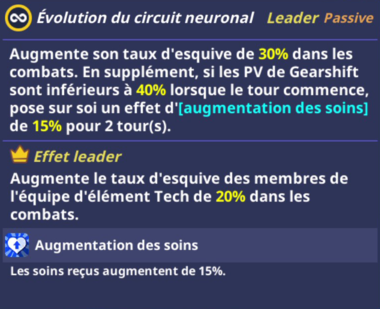 Évolution du circuit neuronal Leader Passive
Augmente son taux d'esquive de 30% dans les
combats. En supplément, si les PV de Gearshift
sont inférieurs à 40% lorsque le tour commence,
pose sur soi un effet d'[augmentation des soins]
de 15% pour 2 tour(s).
Effet leader
Augmente le taux d'esquive des membres de
l'équipe d'élément Tech de 20% dans les
combats.
Augmentation des soins
Les soins reçus augmentent de 15%.